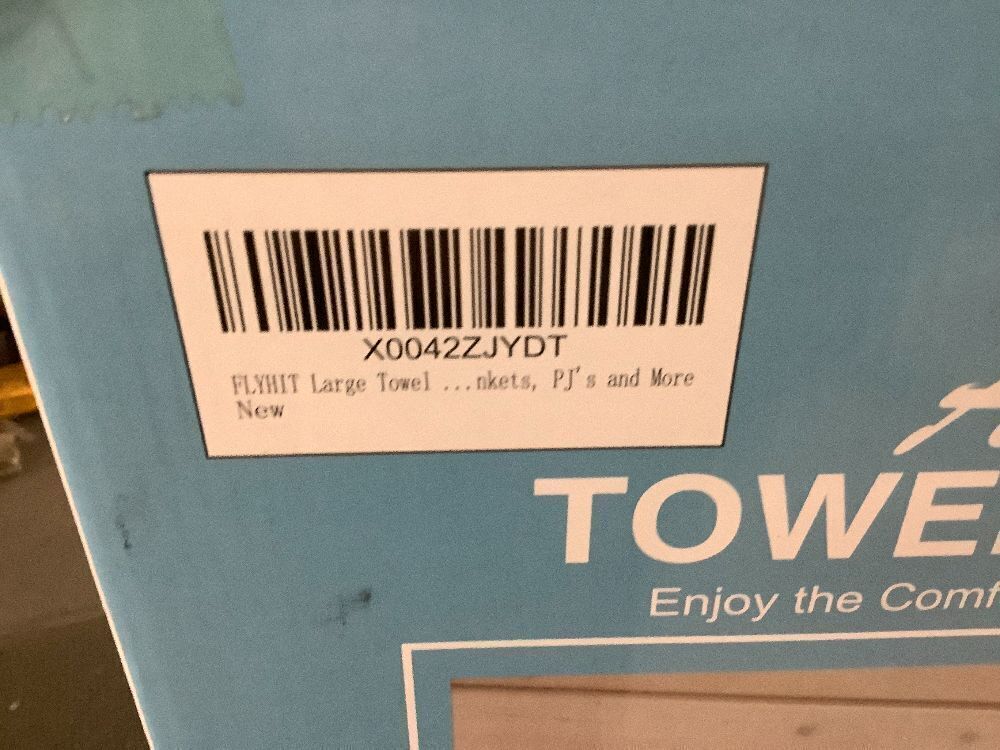 X0042ZJYDT
FLYHIT Large Towel ...nkets, PJ's and More
New
TOWE
Enjoy the Comf